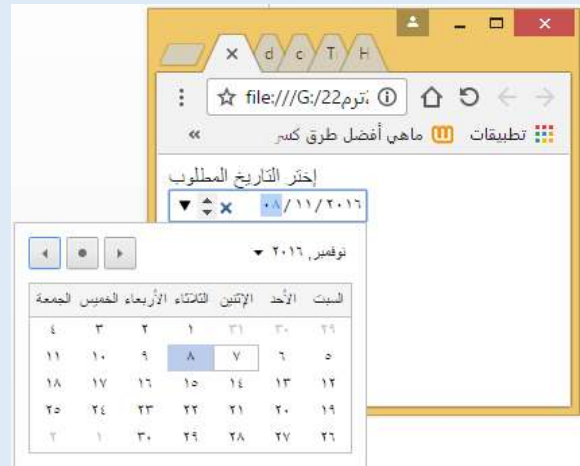 H T c d
file:///G:/22ترم
تطبيقات ماهي أفضل طرق كسر »
إختر التاريخ المطلوب
٠٨/١١/٢٠١٦
نوفمبر, ٢٠١٦
السبت الأحد الإثنين الثلاثاء الأربعاء الخميس الجمعة
٢٩ ٣٠ ٣١ ١ ٢ ٣ ٤
٥ ٦ ٧ ٨ ٩ ١٠ ١١
١٢ ١٣ ١٤ ١٥ ١٦ ١٧ ١٨
١٩ ٢٠ ٢١ ٢٢ ٢٣ ٢٤ ٢٥
٢٦ ٢٧ ٢٨ ٢٩ ٣٠ ١ ٢